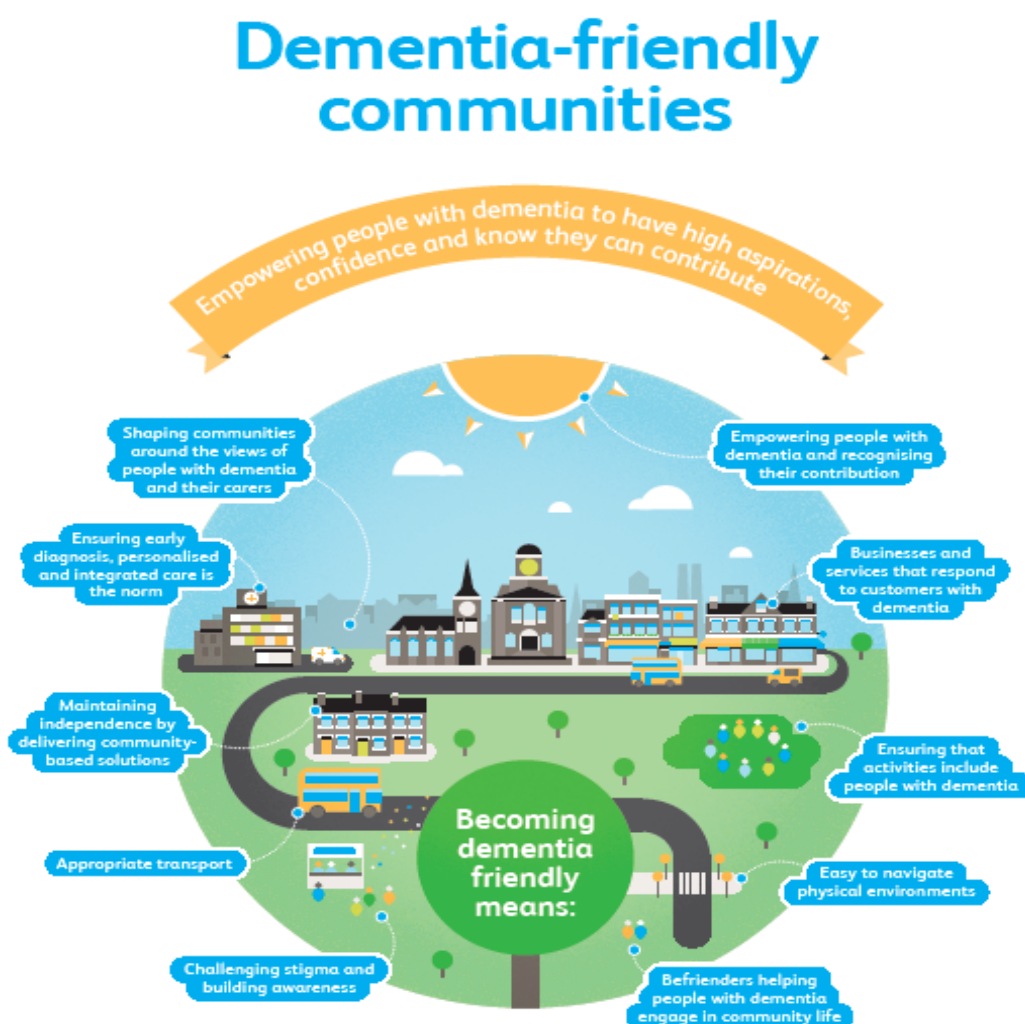 Dementia-friendly
communities
Empowering people with dementia to have high aspirations,
confidence and know they can contribute
Shaping communities
around the views of
people with dementia
and their carers
Empowering people with
dementia and recognising
their contribution
Ensuring early
diagnosis, personalised
and integrated care is
the norm
Businesses and
services that respond
to customers with
dementia
Maintaining
independence by
delivering community-
based solutions
Ensuring that
activities include
people with dementia
Becoming
dementia
friendly
means:
Appropriate transport
Easy to navigate
physical environments
Challenging stigma and
building awareness
Befrienders helping
people with dementia
engage in community life